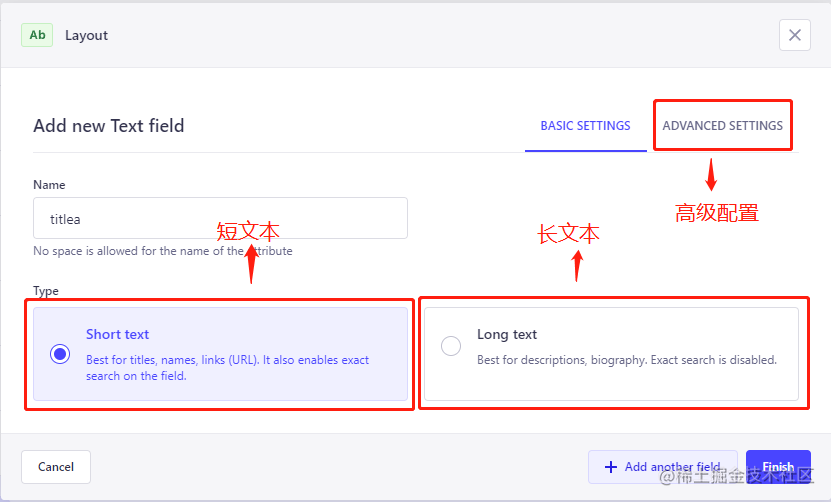 Ab Layout
Add new Text field
BASIC SETTINGS
ADVANCED SETTINGS
高级配置
Name
titlea
短文本
长文本
No space is allowed for the name of the attribute
Type
Short text
Best for titles, names, links (URL). It also enables exact
search on the field.
Long text
Best for descriptions, biography. Exact search is disabled.
Cancel
Add another field
Finish
@稀土掘金技术社区